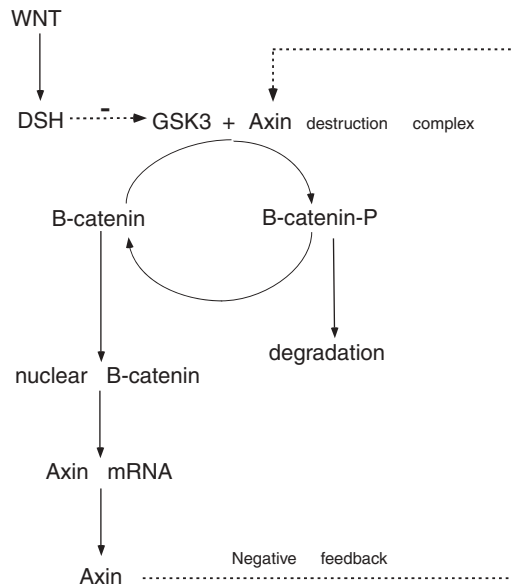 WNT
DSH - GSK3 + Axin destruction complex
B-catenin B-catenin-P
degradation
nuclear B-catenin
Axin mRNA
Negative feedback
Axin